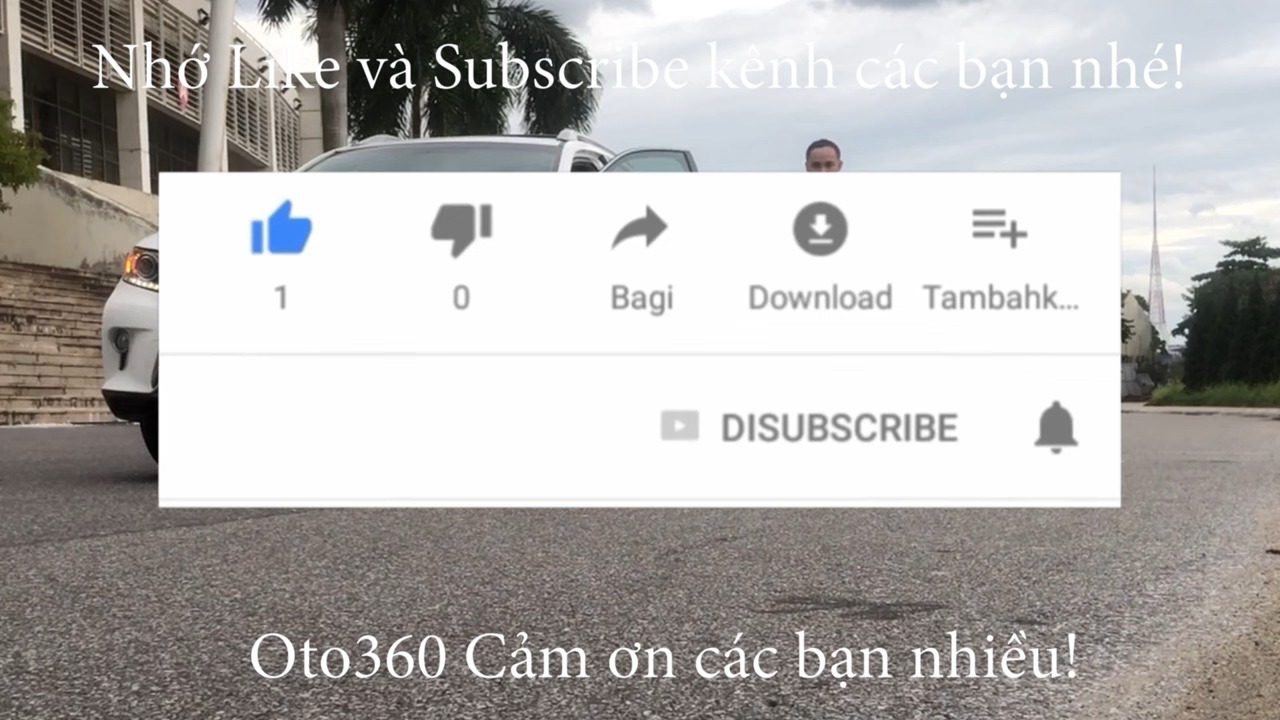 Nhớ Like và Subscribe kênh các bạn nhé!
1 0 Bagi Download Tambahk...
DISUBSCRIBE
Oto360 Cảm ơn các bạn nhiều!